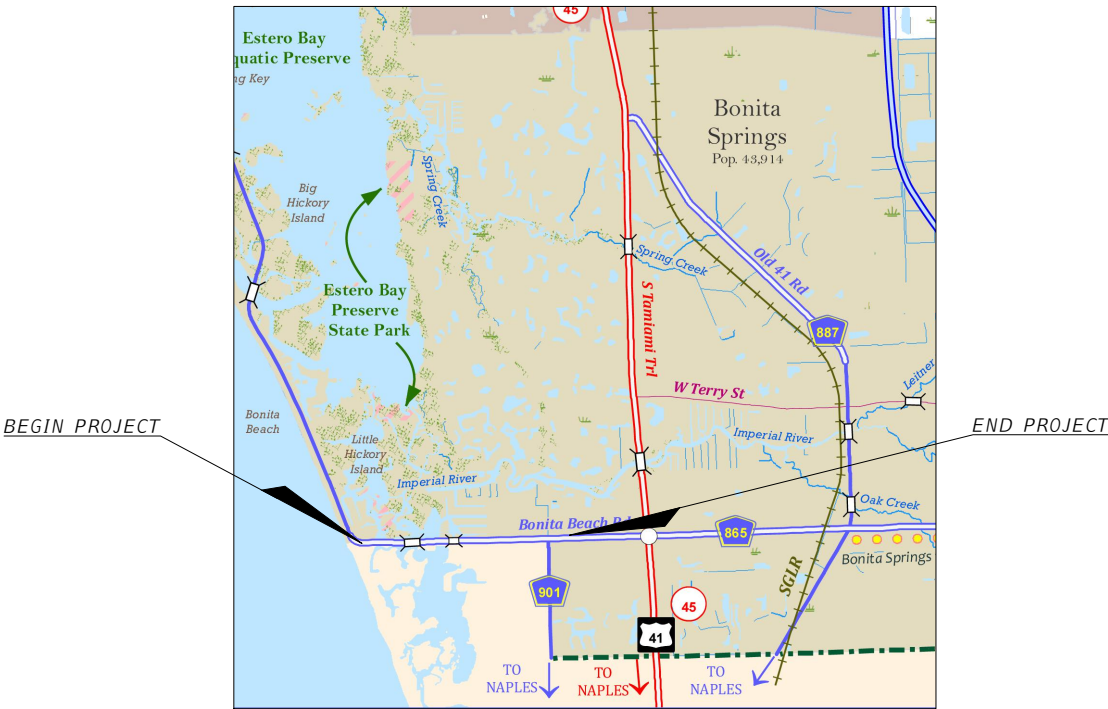 45
Estero Bay
quatic Preserve
ng Key
Bonita
Springs
Pop. 43,914
Spring Creek
Big
Hickory
Island
Spring Creek
Old 41 Rd
Estero Bay
Preserve
State Park
S Tamiami Trl
887
Leitner
W Terry St
BEGIN PROJECT
END PROJECT
Bonita
Beach
Little
Hickory
Island
Imperial River
Imperial River
Oak Creek
Bonita Beach Rd
865
Bonita Springs
SGLR
901
45
41
TO
NAPLES
TO
NAPLES
TO
NAPLES